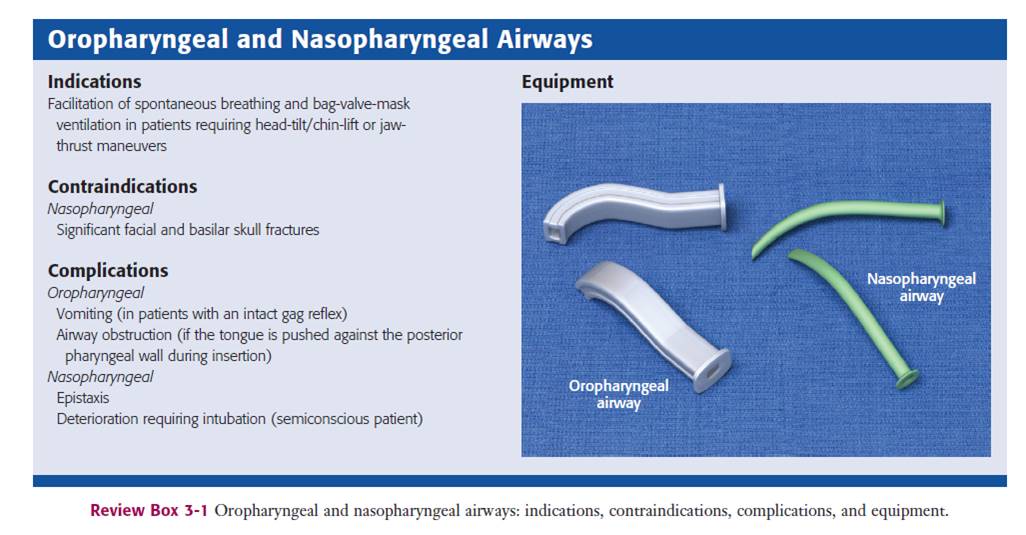 Oropharyngeal and Nasopharyngeal Airways
Indications
Facilitation of spontaneous breathing and bag-valve-mask
ventilation in patients requiring head-tilt/chin-lift or jaw-
thrust maneuvers
Contraindications
Nasopharyngeal
Significant facial and basilar skull fractures
Complications
Oropharyngeal
Vomiting (in patients with an intact gag reflex)
Airway obstruction (if the tongue is pushed against the posterior
pharyngeal wall during insertion)
Nasopharyngeal
Epistaxis
Deterioration requiring intubation (semiconscious patient)
Equipment
Nasopharyngeal
airway
Oropharyngeal
airway
Review Box 3-1 Oropharyngeal and nasopharyngeal airways: indications, contraindications, complications, and equipment.